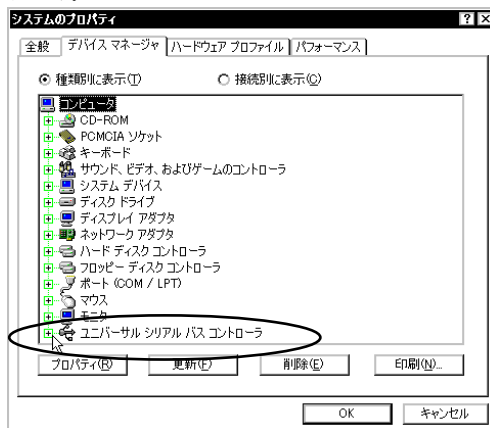 システムのプロパティ
全般 デバイス マネージャ ハードウェア プロファイル パフォーマンス
種類別に表示(T) 接続別に表示(C)
コンピュータ
CD-ROM
PCMCIA ソケット
キーボード
サウンド、ビデオ、およびゲームのコントローラ
システム デバイス
ディスク ドライブ
ディスプレイ アダプタ
ネットワーク アダプタ
ハード ディスク コントローラ
フロッピー ディスク コントローラ
ポート (COM / LPT)
マウス
モニタ
ユニバーサル シリアル バス コントローラ
プロパティ(R) 更新(F) 削除(E) 印刷(N)...
OK キャンセル